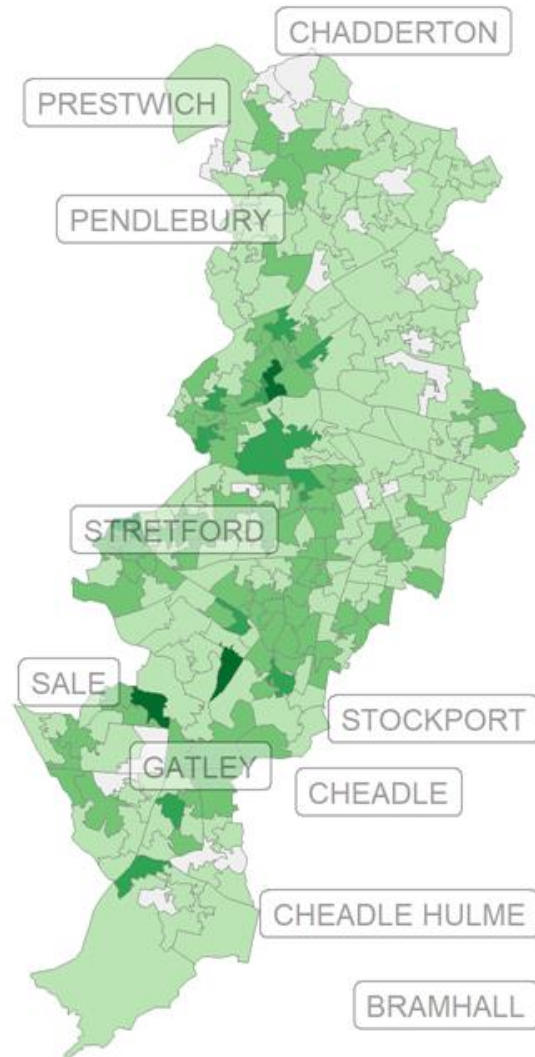 CHADDERTON
PRESTWICH
PENDLEBURY
STRETFORD
SALE
STOCKPORT
GATLEY
CHEADLE
CHEADLE HULME
BRAMHALL